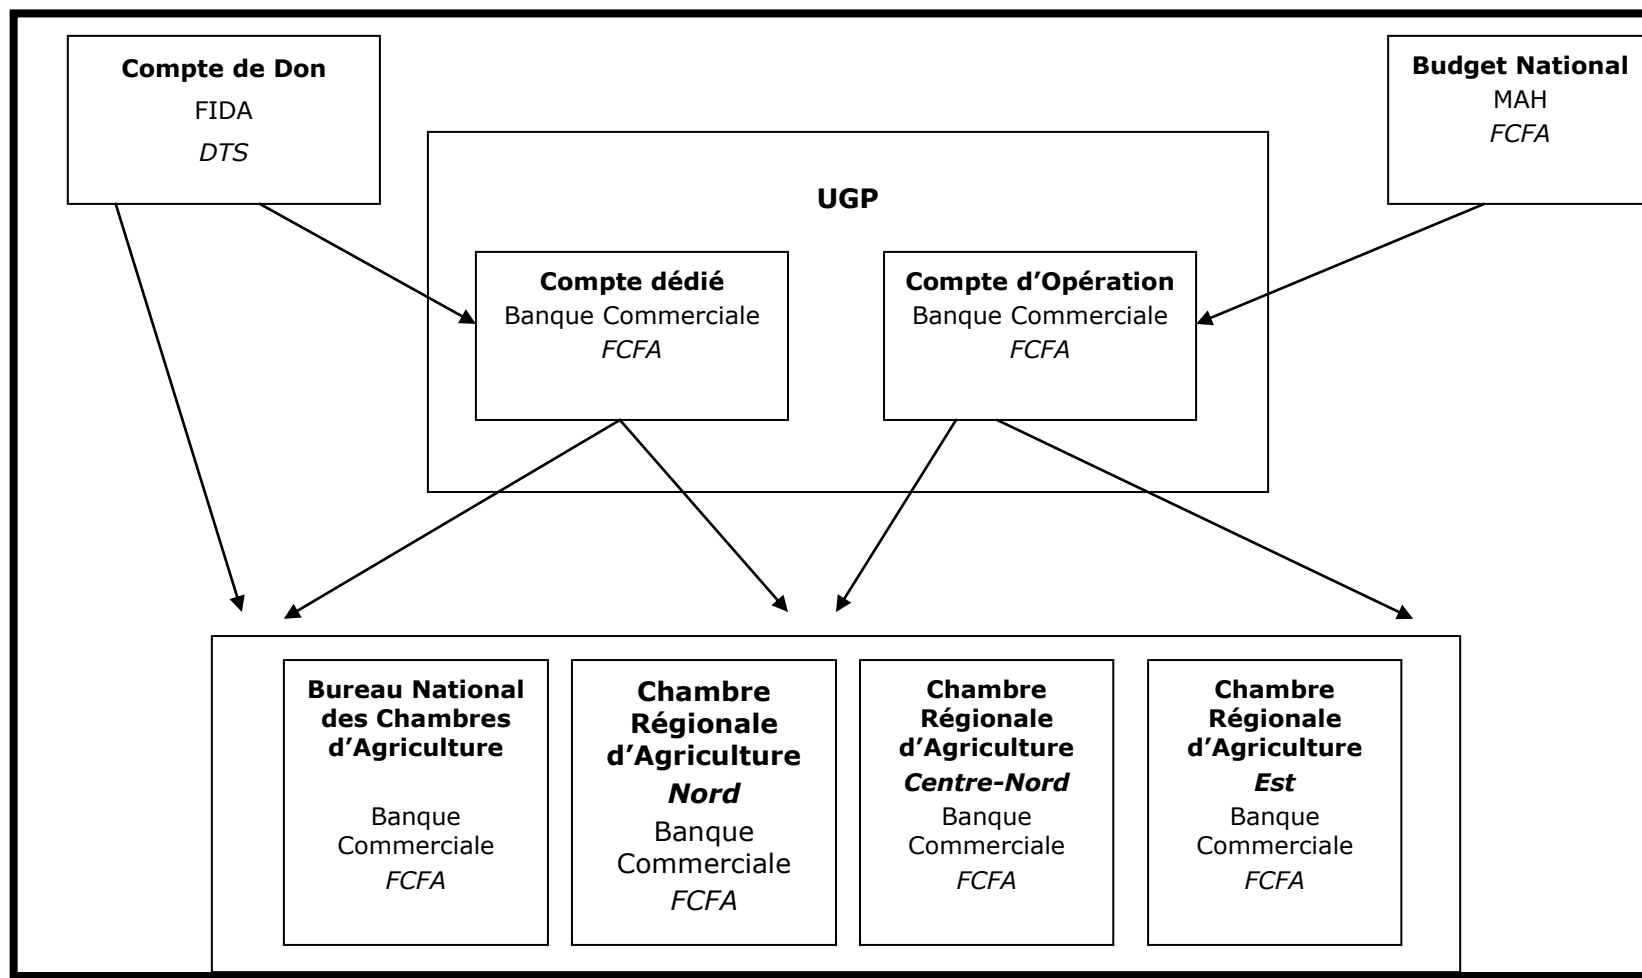 Compte de Don
FIDA
DTS
Budget National
MAH
FCFA
UGP
Compte dédié
Banque Commerciale
FCFA
Compte d’Opération
Banque Commerciale
FCFA
Bureau National
des Chambres
d’Agriculture
Banque
Commerciale
FCFA
Chambre
Régionale
d’Agriculture
Nord
Banque
Commerciale
FCFA
Chambre
Régionale
d’Agriculture
Centre-Nord
Banque
Commerciale
FCFA
Chambre
Régionale
d’Agriculture
Est
Banque
Commerciale
FCFA